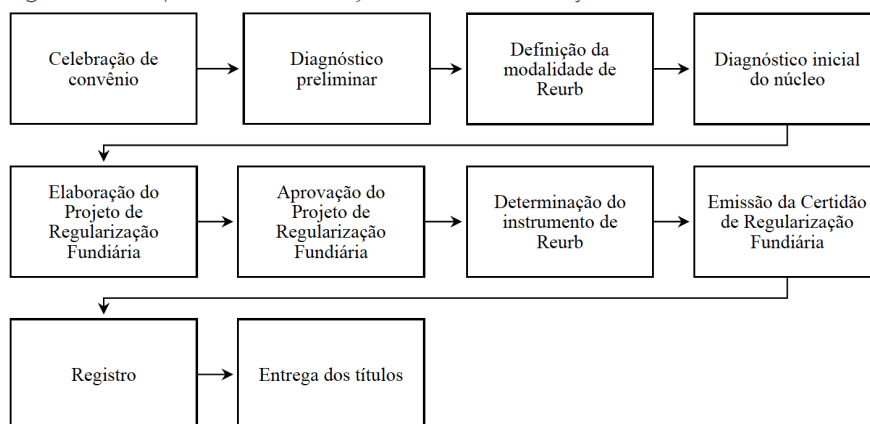 Celebração de
convênio
Diagnóstico
preliminar
Definição da
modalidade de
Reurb
Diagnóstico inicial
do núcleo
Elaboração do
Projeto de
Regularização
Fundiária
Aprovação do
Projeto de
Regularização
Fundiária
Determinação do
instrumento de
Reurb
Emissão da Certidão
de Regularização
Fundiária
Registro
Entrega dos títulos